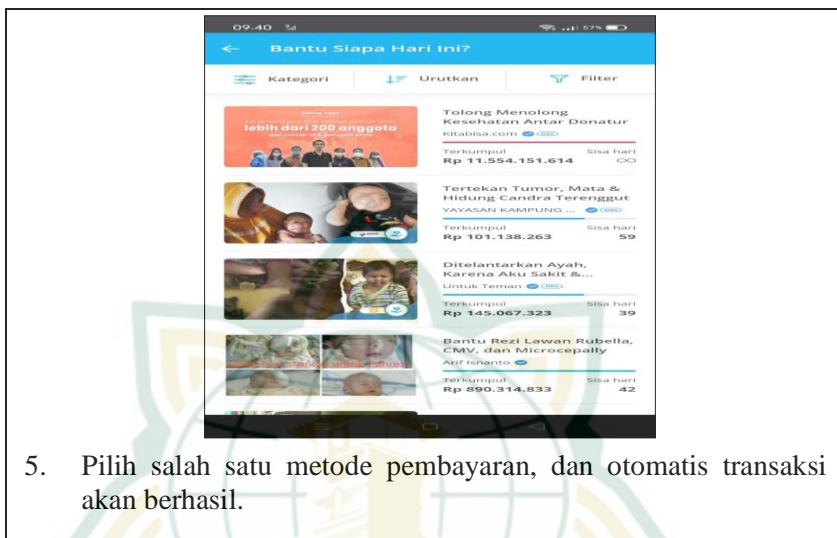 09.40
57%
Bantu Siapa Hari Ini?
Kategori
Urutkan
Filter
lebih dari 200 anggota
Tolong Menolong
Kesehatan Antar Donatur
Kitabisa.com
Terkumpul Sisa hari
Rp 11.554.151.614 ∞
Tertekan Tumor, Mata &
Hidung Candra Terenggut
YAYASAN KAMPUNG ...
Terkumpul Sisa hari
Rp 101.138.263 59
Ditelantarkan Ayah,
Karena Aku Sakit &...
Untuk Teman
Terkumpul Sisa hari
Rp 145.067.323 39
Bantu Rezi Lawan Rubella,
CMV, dan Microcepally
Arif Isnanto
Terkumpul Sisa hari
Rp 890.314.833 42
5. Pilih salah satu metode pembayaran, dan otomatis transaksi
akan berhasil.